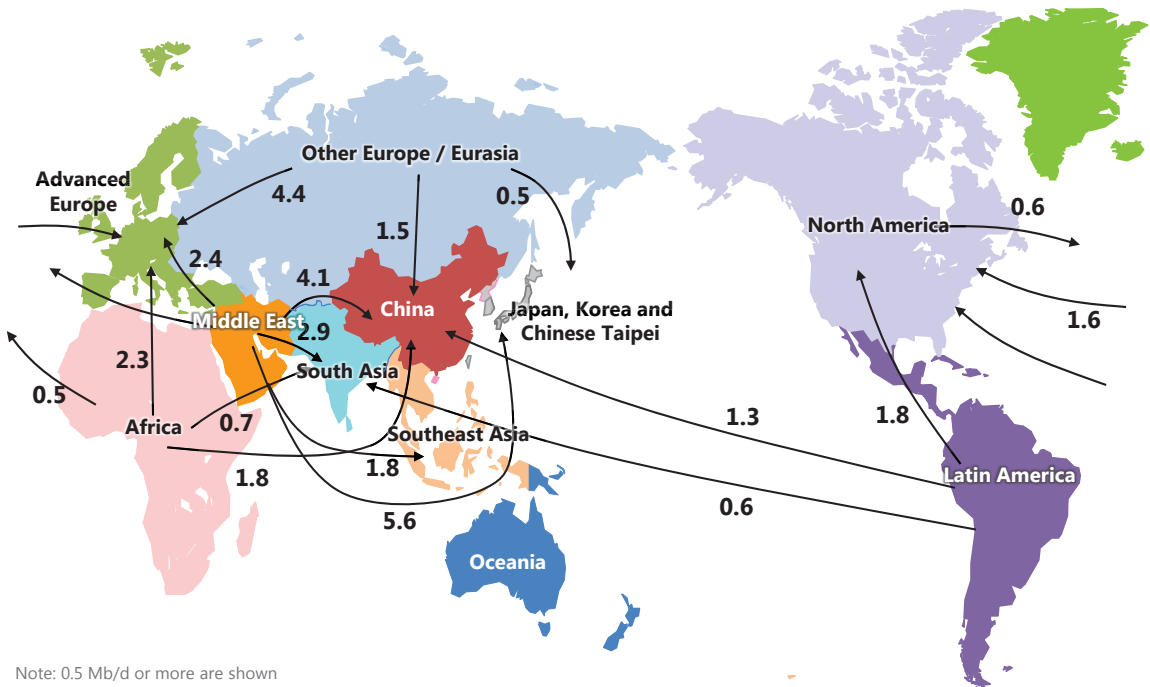 Other Europe / Eurasia
Advanced
Europe
4.4
0.5
0.6
North America
1.5
2.4
4.1
China
Japan, Korea and
Chinese Taipei
Middle East
2.9
1.6
2.3
South Asia
0.5
Africa
0.7
Southeast Asia
1.3
1.8
1.8
1.8
Latin America
5.6
0.6
Oceania
Note: 0.5 Mb/d or more are shown